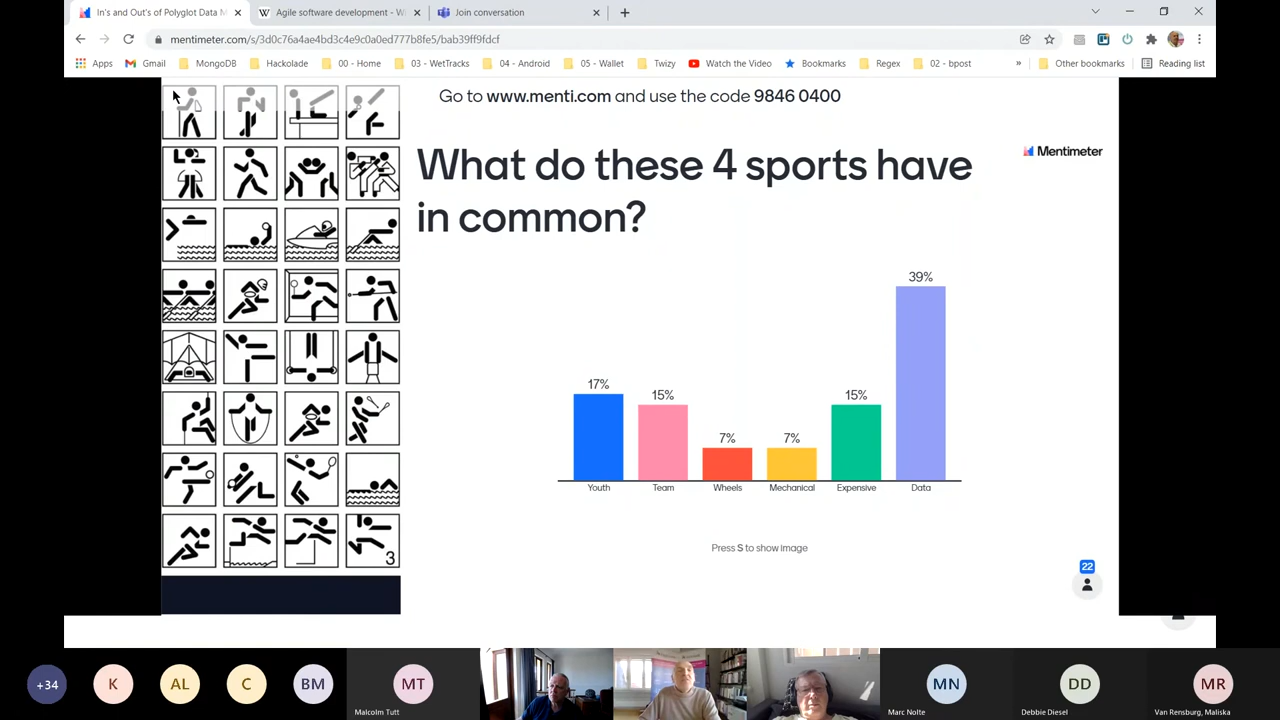 In's and Out's of Polyglot Data M
Agile software development - W
Join conversation
mentimeter.com/s/3d0c76a4ae4bd3c4e9c0a0ed777b8fe5/bab39ff9fdcf
Apps
Gmail
MongoDB
Hackolade
00 - Home
03 - WetTracks
04 - Android
05 - Wallet
Twizy
Watch the Video
Bookmarks
Regex
02 - bpost
»
Other bookmarks
Reading list
Go to www.menti.com and use the code 9846 0400
Mentimeter
What do these 4 sports have
in common?
39%
17%
15%
7%
7%
15%
Youth
Team
Wheels
Mechanical
Expensive
Data
3
Press S to show image
22
+34
K
AL
C
BM
MT
MN
DD
MR
Malcolm Tutt
Marc Nolte
Debbie Diesel
Van Rensburg, Maliska